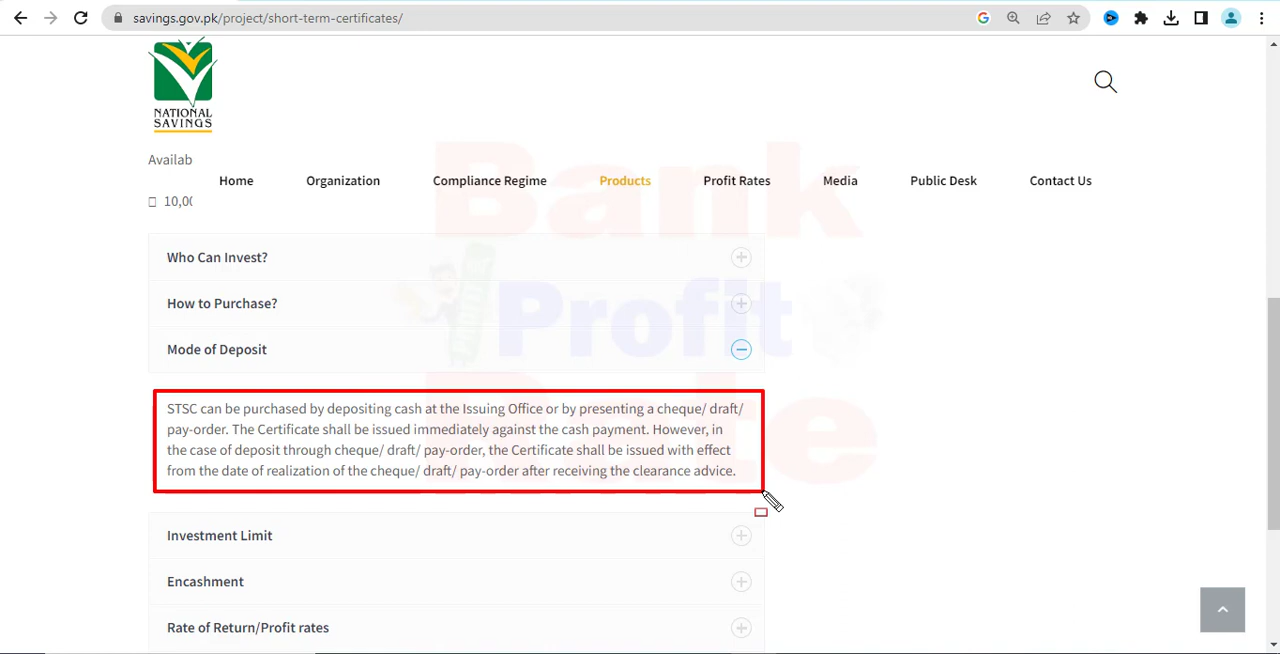 savings.gov.pk/project/short-term-certificates/
NATIONAL
SAVINGS
Availab
Home Organization Compliance Regime Products Profit Rates Media Public Desk Contact Us
10,00
Bank
Profit
Rate
Who Can Invest?
How to Purchase?
Mode of Deposit
STSC can be purchased by depositing cash at the Issuing Office or by presenting a cheque/ draft/
pay-order. The Certificate shall be issued immediately against the cash payment. However, in
the case of deposit through cheque/ draft/ pay-order, the Certificate shall be issued with effect
from the date of realization of the cheque/ draft/ pay-order after receiving the clearance advice.
Investment Limit
Encashment
Rate of Return/Profit rates